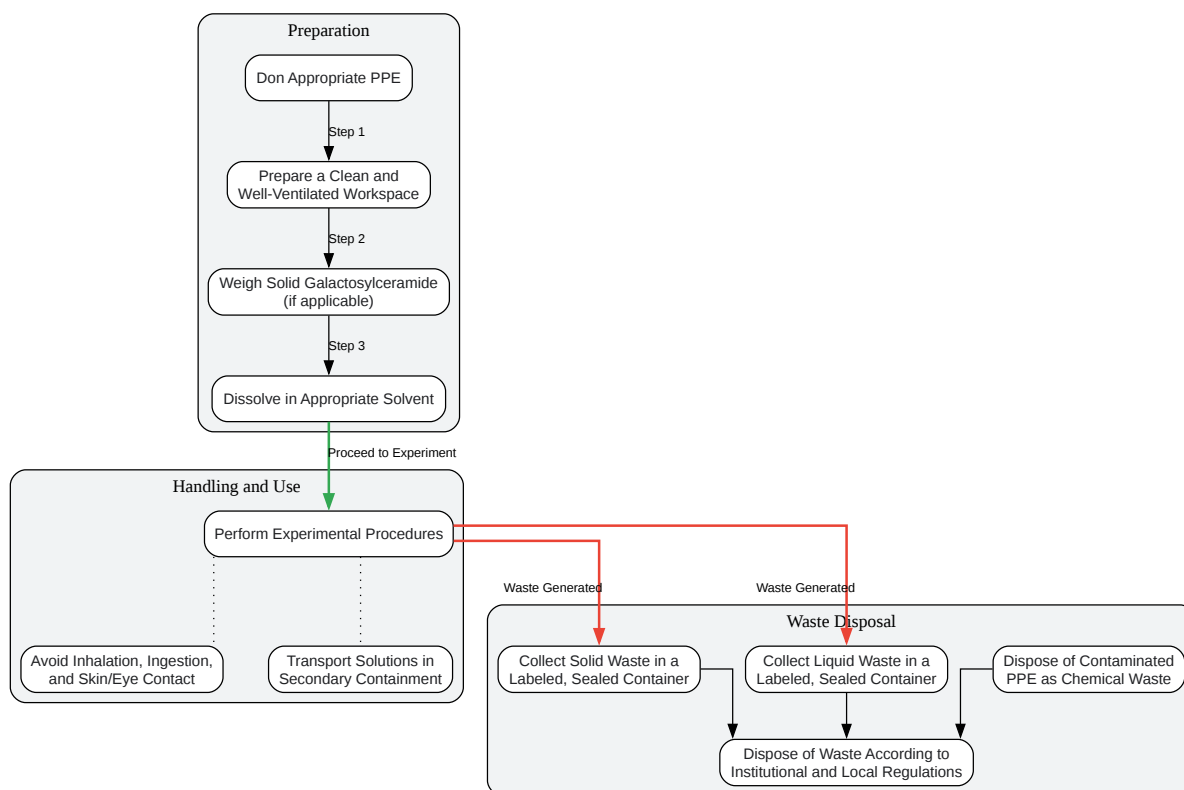 Preparation
Don Appropriate PPE
Step 1
Prepare a Clean and
Well-Ventilated Workspace
Step 2
Weigh Solid Galactosylceramide
(if applicable)
Step 3
Dissolve in Appropriate Solvent
Proceed to Experiment
Handling and Use
Perform Experimental Procedures
Avoid Inhalation, Ingestion,
and Skin/Eye Contact
Transport Solutions in
Secondary Containment
Waste Generated
Waste Generated
Waste Disposal
Collect Solid Waste in a
Labeled, Sealed Container
Collect Liquid Waste in a
Labeled, Sealed Container
Dispose of Contaminated
PPE as Chemical Waste
Dispose of Waste According to
Institutional and Local Regulations